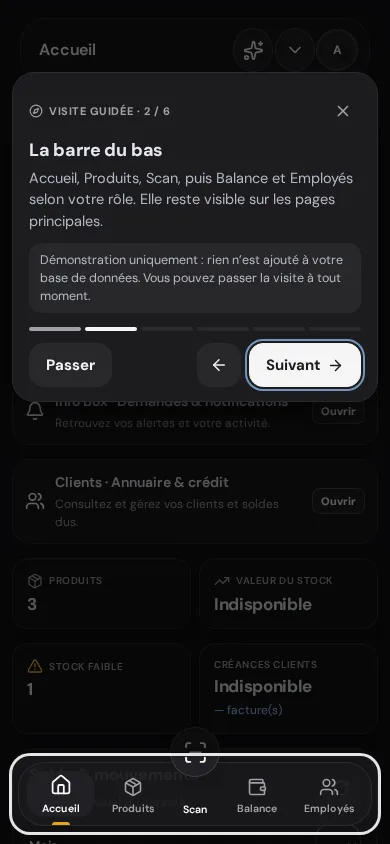 Accueil
A
VISITE GUIDÉE · 2 / 6
La barre du bas
Accueil, Produits, Scan, puis Balance et Employés
selon votre rôle. Elle reste visible sur les pages
principales.
Démonstration uniquement : rien n’est ajouté à votre
base de données. Vous pouvez passer la visite à tout
moment.
Passer
Suivant
Info Box · Demandes & notifications
Retrouvez vos alertes et votre activité.
Ouvrir
Clients · Annuaire & crédit
Consultez et gérez vos clients et soldes
dus.
Ouvrir
PRODUITS
3
VALEUR DU STOCK
Indisponible
STOCK FAIBLE
1
CRÉANCES CLIENTS
Indisponible
— facture(s)
mouvements
Accueil
Produits
Scan
Balance
Employés